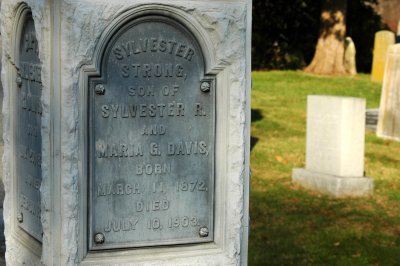 SYLVESTER
STRONG,
SON OF
SYLVESTER R.
AND
MARIA G. DAVIS,
BORN
MARCH 11, 1872,
DIED
JULY 10, 1903.